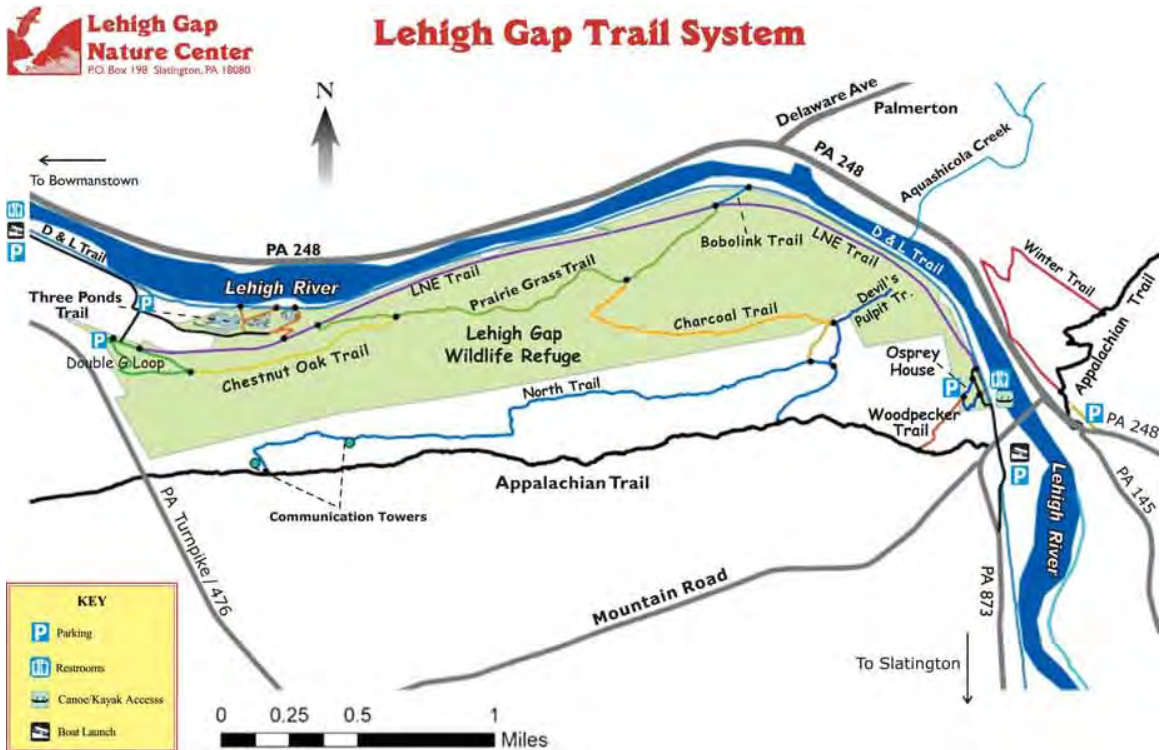 Lehigh Gap
Nature Center
P.O. Box 198 Slatington, PA 18080
Lehigh Gap Trail System
N
Delaware Ave
Palmerton
PA 248
Aquashicola Creek
To Bowmanstown
D & L Trail
PA 248
Bobolink Trail
LNE Trail
D & L Trail
Winter Trail
Appalachian Trail
Three Ponds
Trail
Lehigh River
LNE Trail
Prairie Grass Trail
Devil's
Pulpit Tr.
Charcoal Trail
Lehigh Gap
Wildlife Refuge
Double G Loop
Chestnut Oak Trail
Osprey
House
North Trail
Woodpecker
Trail
PA 248
PA 145
Appalachian Trail
Communication Towers
Lehigh River
PA Turnpike / 476
Mountain Road
PA 873
To Slatington
KEY
P Parking
Restrooms
Canoe/Kayak Accesss
Boat Launch
0 0.25 0.5 1
Miles
P
P
P
P
P
P